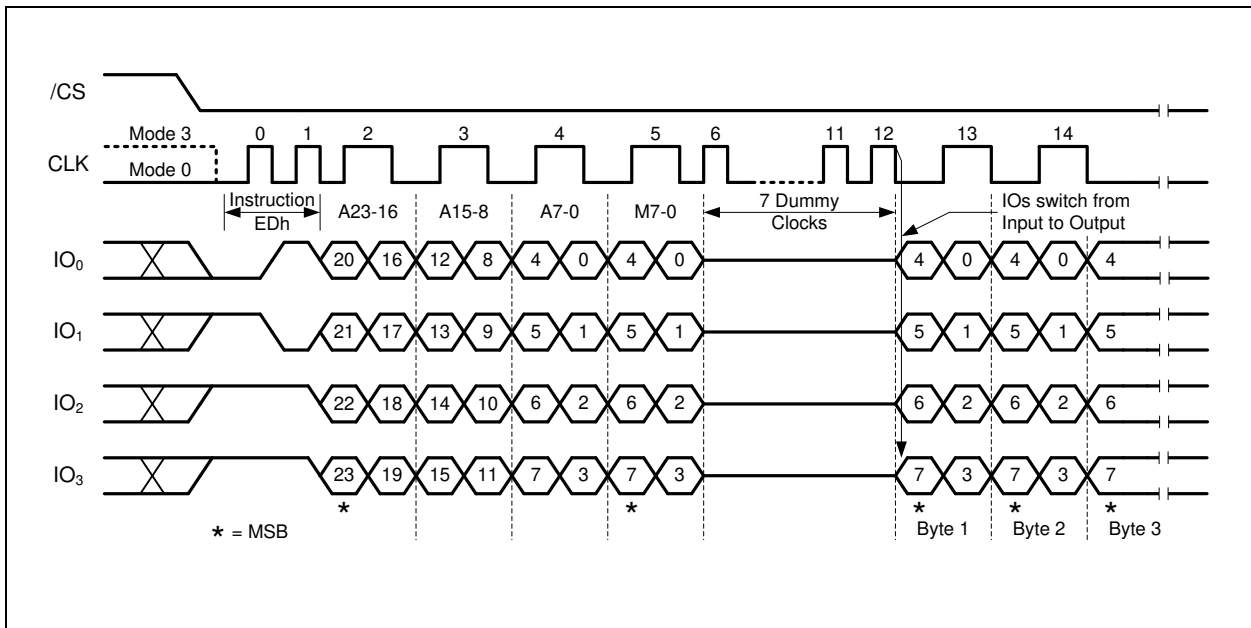 /CS
Mode 3 0 1 2 3 4 5 6 11 12 13 14
CLK
Mode 0
Instruction A23-16 A15-8 A7-0 M7-0 7 Dummy IOs switch from
EDh Clocks Input to Output
IO0 20 16 12 8 4 0 4 0 4 0 4 0 4
IO1 21 17 13 9 5 1 5 1 5 1 5 1 5
IO2 22 18 14 10 6 2 6 2 6 2 6 2 6
IO3 23 19 15 11 7 3 7 3 7 3 7 3 7
* * * * *
* = MSB Byte 1 Byte 2 Byte 3